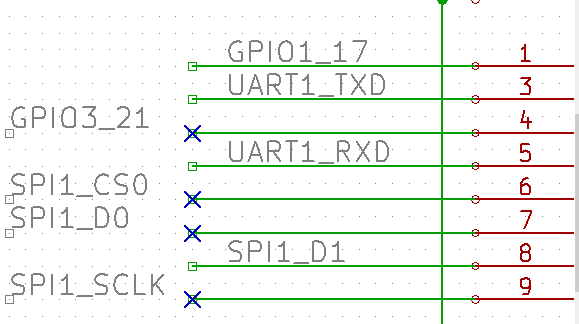 GPIO1_17 1
UART1_TXD 3
GPIO3_21 4
UART1_RXD 5
SPI1_CS0 6
SPI1_D0 7
SPI1_D1 8
SPI1_SCLK 9